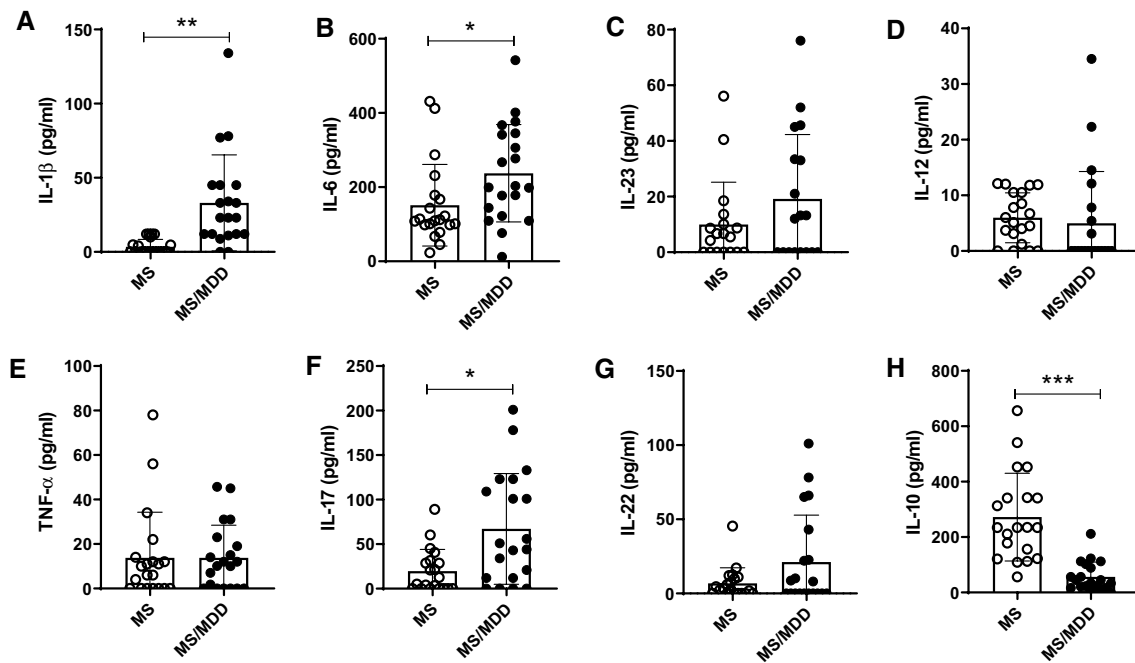 A
IL-1β (pg/ml)
150
100
50
0
**
MS
MS/MDD
B
IL-6 (pg/ml)
600
400
200
0
*
MS
MS/MDD
C
IL-23 (pg/ml)
80
60
40
20
0
MS
MS/MDD
D
IL-12 (pg/ml)
40
30
20
10
0
MS
MS/MDD
E
TNF-α (pg/ml)
100
80
60
40
20
0
MS
MS/MDD
F
IL-17 (pg/ml)
250
200
150
100
50
0
*
MS
MS/MDD
G
IL-22 (pg/ml)
150
100
50
0
MS
MS/MDD
H
IL-10 (pg/ml)
800
600
400
200
0
***
MS
MS/MDD